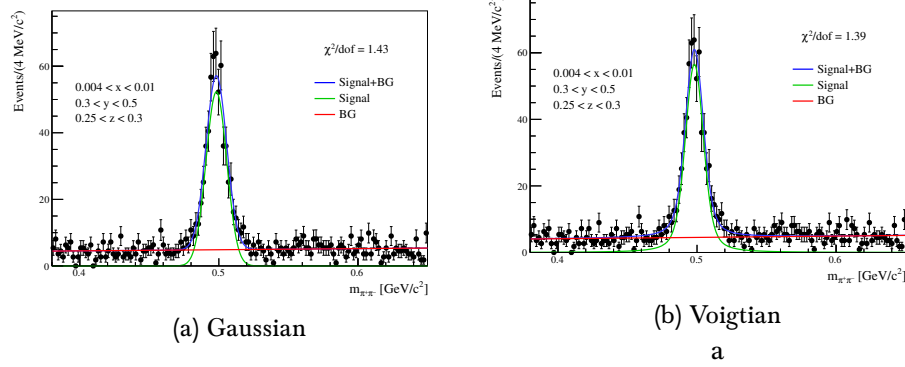 Events/(4 MeV/c²)
60
40
20
0
0.4
0.5
0.6
m_π⁺π⁻ [GeV/c²]
χ²/dof = 1.43
0.004 < x < 0.01
0.3 < y < 0.5
0.25 < z < 0.3
Signal+BG
Signal
BG
(a) Gaussian
Events/(4 MeV/c²
60
40
20
0
0.4
0.5
0.6
m_π⁺π⁻ [GeV/c²]
χ²/dof = 1.39
0.004 < x < 0.01
0.3 < y < 0.5
0.25 < z < 0.3
Signal+BG
Signal
BG
(b) Voigtian
a